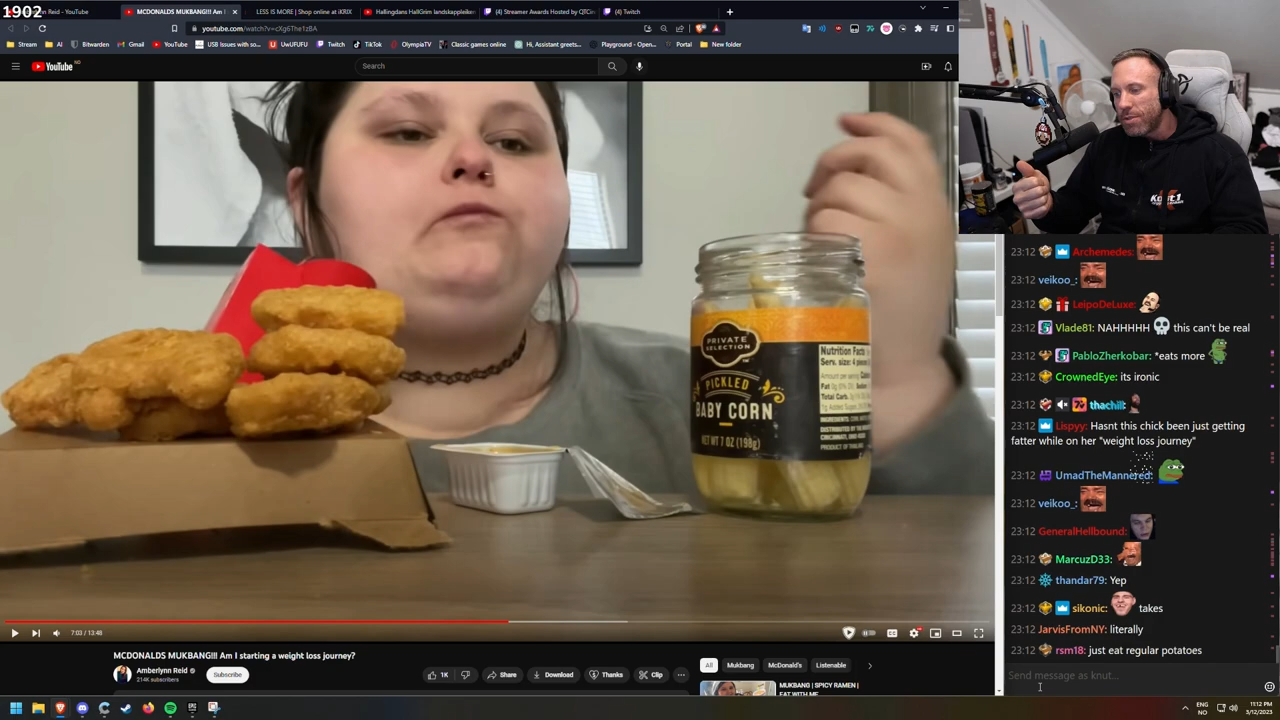 1902
en Reid - YouTube
MCDONALDS MUKBANG!!! Am I
LESS IS MORE | Shop online at iKRIX
Hallingdans HallGrim landskappleiken
(4) Streamer Awards Hosted by QTCin
(4) Twitch
youtube.com/watch?v=cXg6The1zBA
Stream
AI
Bitwarden
Gmail
YouTube
USB Issues with so...
UwUFUFU
Twitch
TikTok
OlympiaTV
Classic games online
Hi, Assistant greets...
Playground - Open...
Portal
New folder
YouTube NO
Search
PRIVATE
SELECTION
PICKLED
BABY CORN
NET WT 7 OZ (198g)
Nutrition Facts
7:03 / 13:48
MCDONALDS MUKBANG!!! Am I starting a weight loss journey?
Amberlynn Reid
214K subscribers
Subscribe
1K
Share
Download
Thanks
Clip
All
Mukbang
McDonald's
Listenable
MUKBANG | SPICY RAMEN |
EAT WITH ME
Kost1
23:12 Archemedes:
23:12 veikoo_:
23:12 LeipoDeLuxe:
23:12 Vlade81: NAHHHHH this can't be real
23:12 PabloZherkobar: *eats more
23:12 CrownedEye: its ironic
23:12 thachill:
23:12 Lispyy: Hasnt this chick been just getting
fatter while on her "weight loss journey"
23:12 UmadTheMannered:
23:12 veikoo_:
23:12 GeneralHellbound:
23:12 MarcuzD33:
23:12 thandar79: Yep
23:12 sikonic: takes
23:12 JarvisFromNY: literally
23:12 rsm18: just eat regular potatoes
Send message as knut...
ENG
NO
11:12 PM
5/12/2023